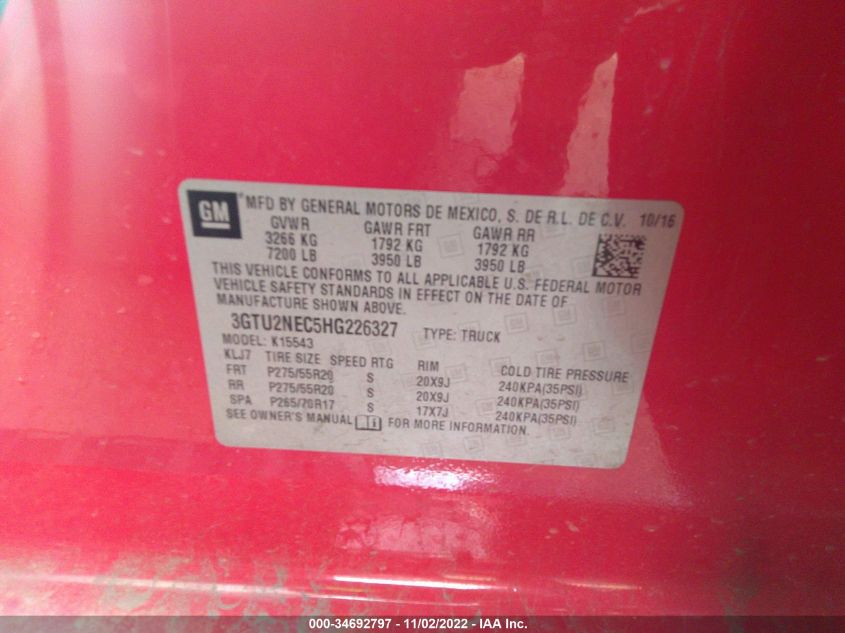 GM
® MFD BY GENERAL MOTORS DE MEXICO, S. DE R.L. DE C.V. 10/16
GVWR GAWR FRT GAWR RR
3266 KG 1792 KG 1792 KG
7200 LB 3950 LB 3950 LB
THIS VEHICLE CONFORMS TO ALL APPLICABLE U.S. FEDERAL MOTOR
VEHICLE SAFETY STANDARDS IN EFFECT ON THE DATE OF
MANUFACTURE SHOWN ABOVE.
3GTU2NEC5HG226327 TYPE: TRUCK
MODEL: K15543
KLJ7 TIRE SIZE SPEED RTG RIM COLD TIRE PRESSURE
FRT P275/55R20 S 20X9J 240KPA(35PSI)
RR P275/55R20 S 20X9J 240KPA(35PSI)
SPA P265/70R17 S 17X7J 240KPA(35PSI)
SEE OWNER'S MANUAL FOR MORE INFORMATION.
000-34692797 - 11/02/2022 - IAA Inc.